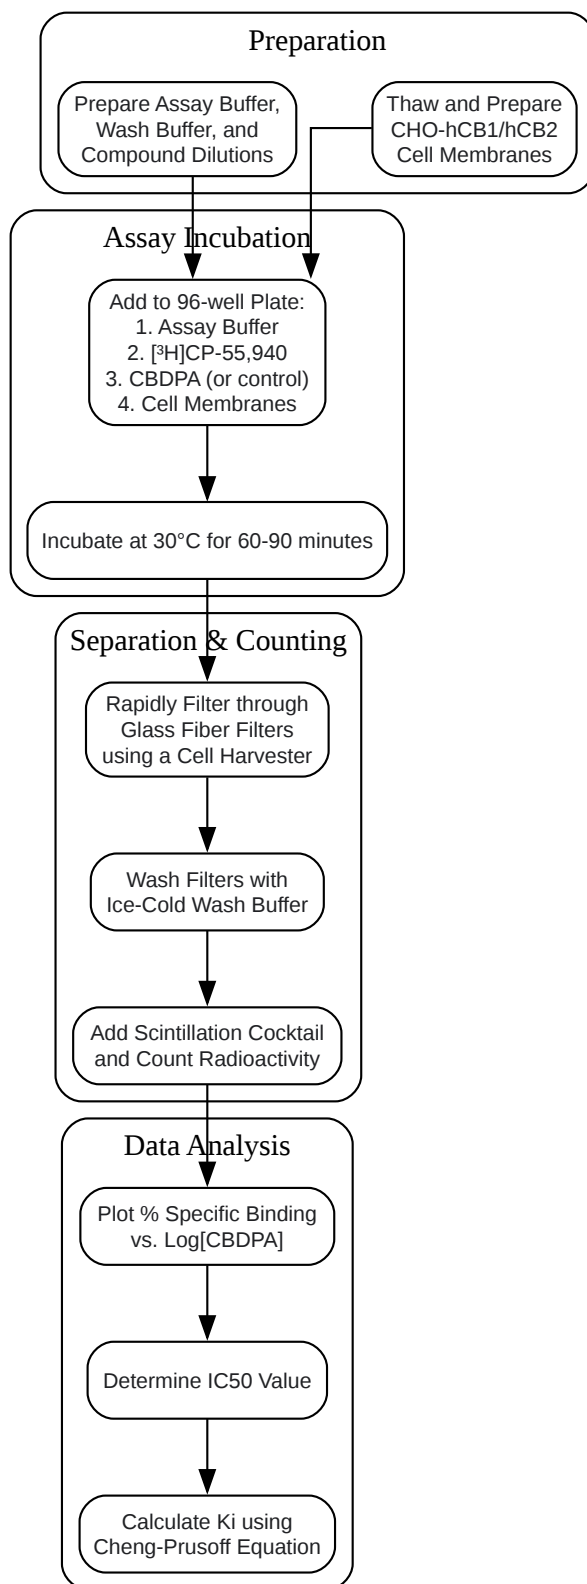 Preparation
Prepare Assay Buffer,
Wash Buffer, and
Compound Dilutions
Thaw and Prepare
CHO-hCB1/hCB2
Cell Membranes
Assay Incubation
Add to 96-well Plate:
1. Assay Buffer
2. [³H]CP-55,940
3. CBDPA (or control)
4. Cell Membranes
Incubate at 30°C for 60-90 minutes
Separation & Counting
Rapidly Filter through
Glass Fiber Filters
using a Cell Harvester
Wash Filters with
Ice-Cold Wash Buffer
Add Scintillation Cocktail
and Count Radioactivity
Data Analysis
Plot % Specific Binding
vs. Log[CBDPA]
Determine IC50 Value
Calculate Ki using
Cheng-Prusoff Equation